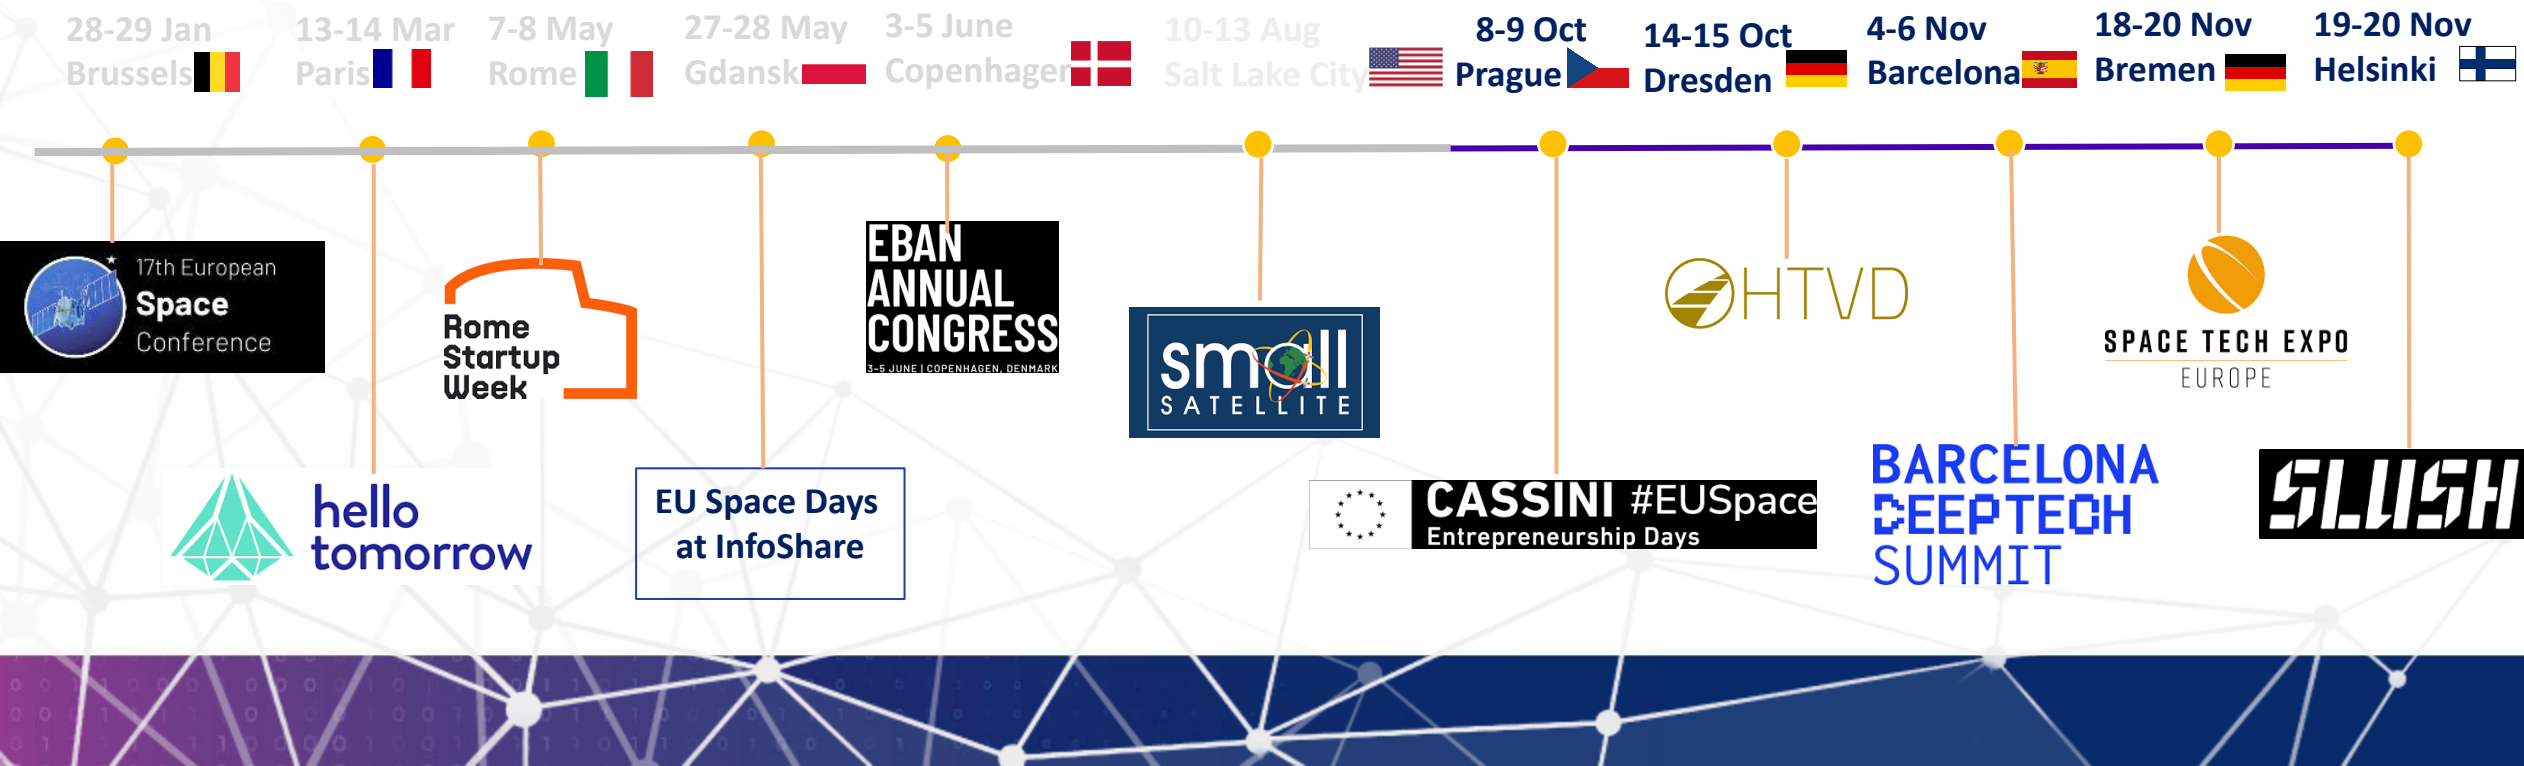 28-29 Jan
Brussels
13-14 Mar
Paris
7-8 May
Rome
27-28 May
Gdansk
3-5 June
Copenhagen
10-13 Aug
Salt Lake City
8-9 Oct
Prague
14-15 Oct
Dresden
4-6 Nov
Barcelona
18-20 Nov
Bremen
19-20 Nov
Helsinki
17th European
Space
Conference
hello
tomorrow
Rome
Startup
Week
EU Space Days
at InfoShare
EBAN
ANNUAL
CONGRESS
3-5 JUNE | COPENHAGEN, DENMARK
small
SATELLITE
CASSINI #EUSpace
Entrepreneurship Days
HTVD
BARCELONA
DEEPTECH
SUMMIT
SPACE TECH EXPO
EUROPE
SLUSH